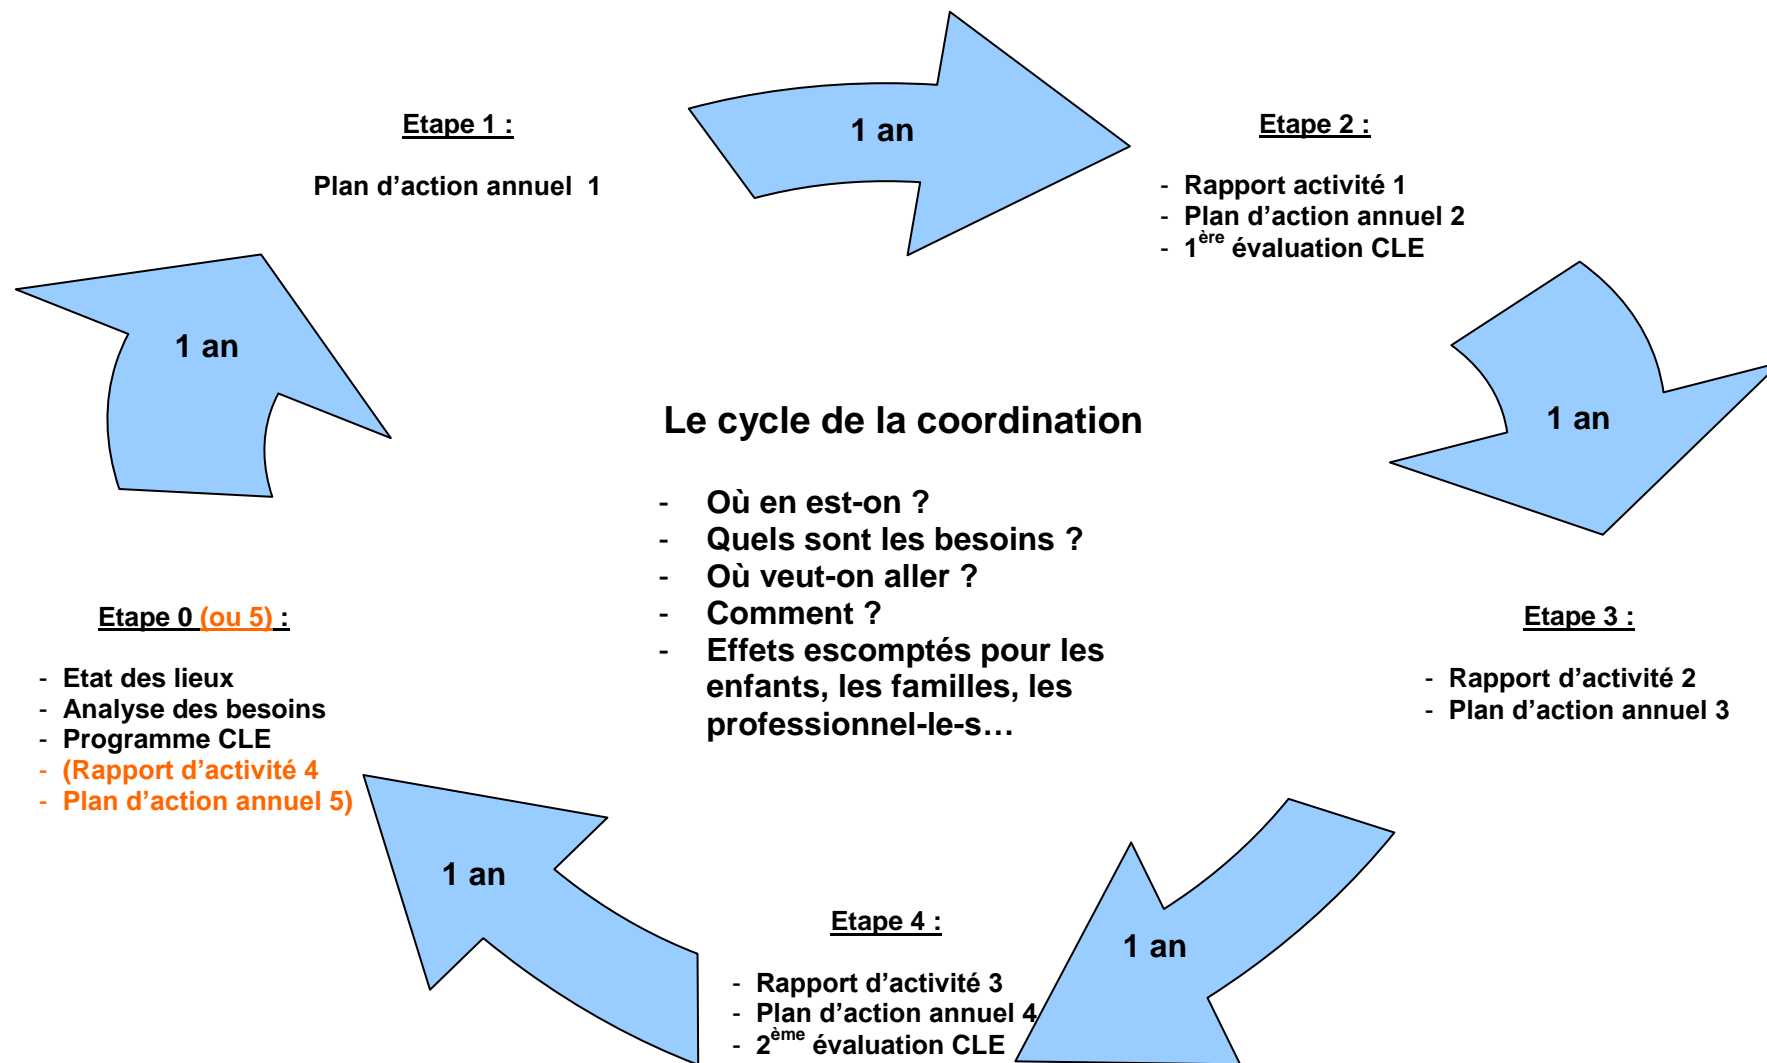 Etape 1 :
Plan d’action annuel  1
1 an
Etape 2 :
- Rapport activité 1
- Plan d’action annuel 2
- 1ère évaluation CLE
1 an
1 an
Le cycle de la coordination
- Où en est-on ?
- Quels sont les besoins ?
- Où veut-on aller ?
- Comment ?
- Effets escomptés pour les
enfants, les familles, les
professionnel-le-s…
Etape 3 :
- Rapport d’activité 2
- Plan d’action annuel 3
1 an
Etape 4 :
- Rapport d’activité 3
- Plan d’action annuel 4
- 2ème évaluation CLE
1 an
Etape 0 (ou 5) :
- Etat des lieux
- Analyse des besoins
- Programme CLE
- (Rapport d’activité 4
- Plan d’action annuel 5)